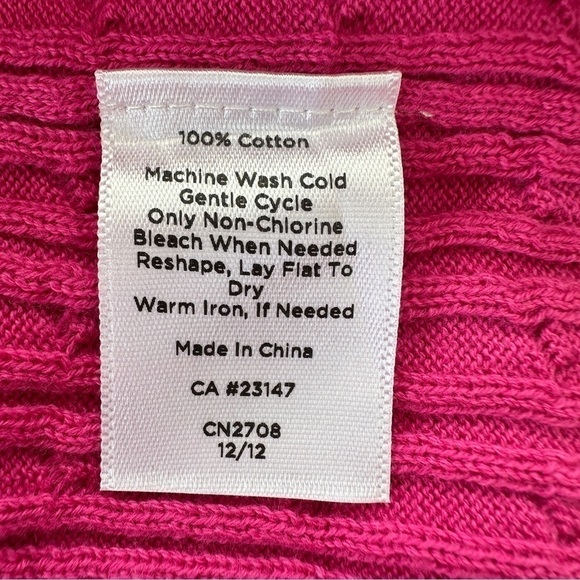 100% Cotton
Machine Wash Cold
Gentle Cycle
Only Non-Chlorine
Bleach When Needed
Reshape, Lay Flat To
Dry
Warm Iron, If Needed
Made In China
CA #23147
CN2708
12/12